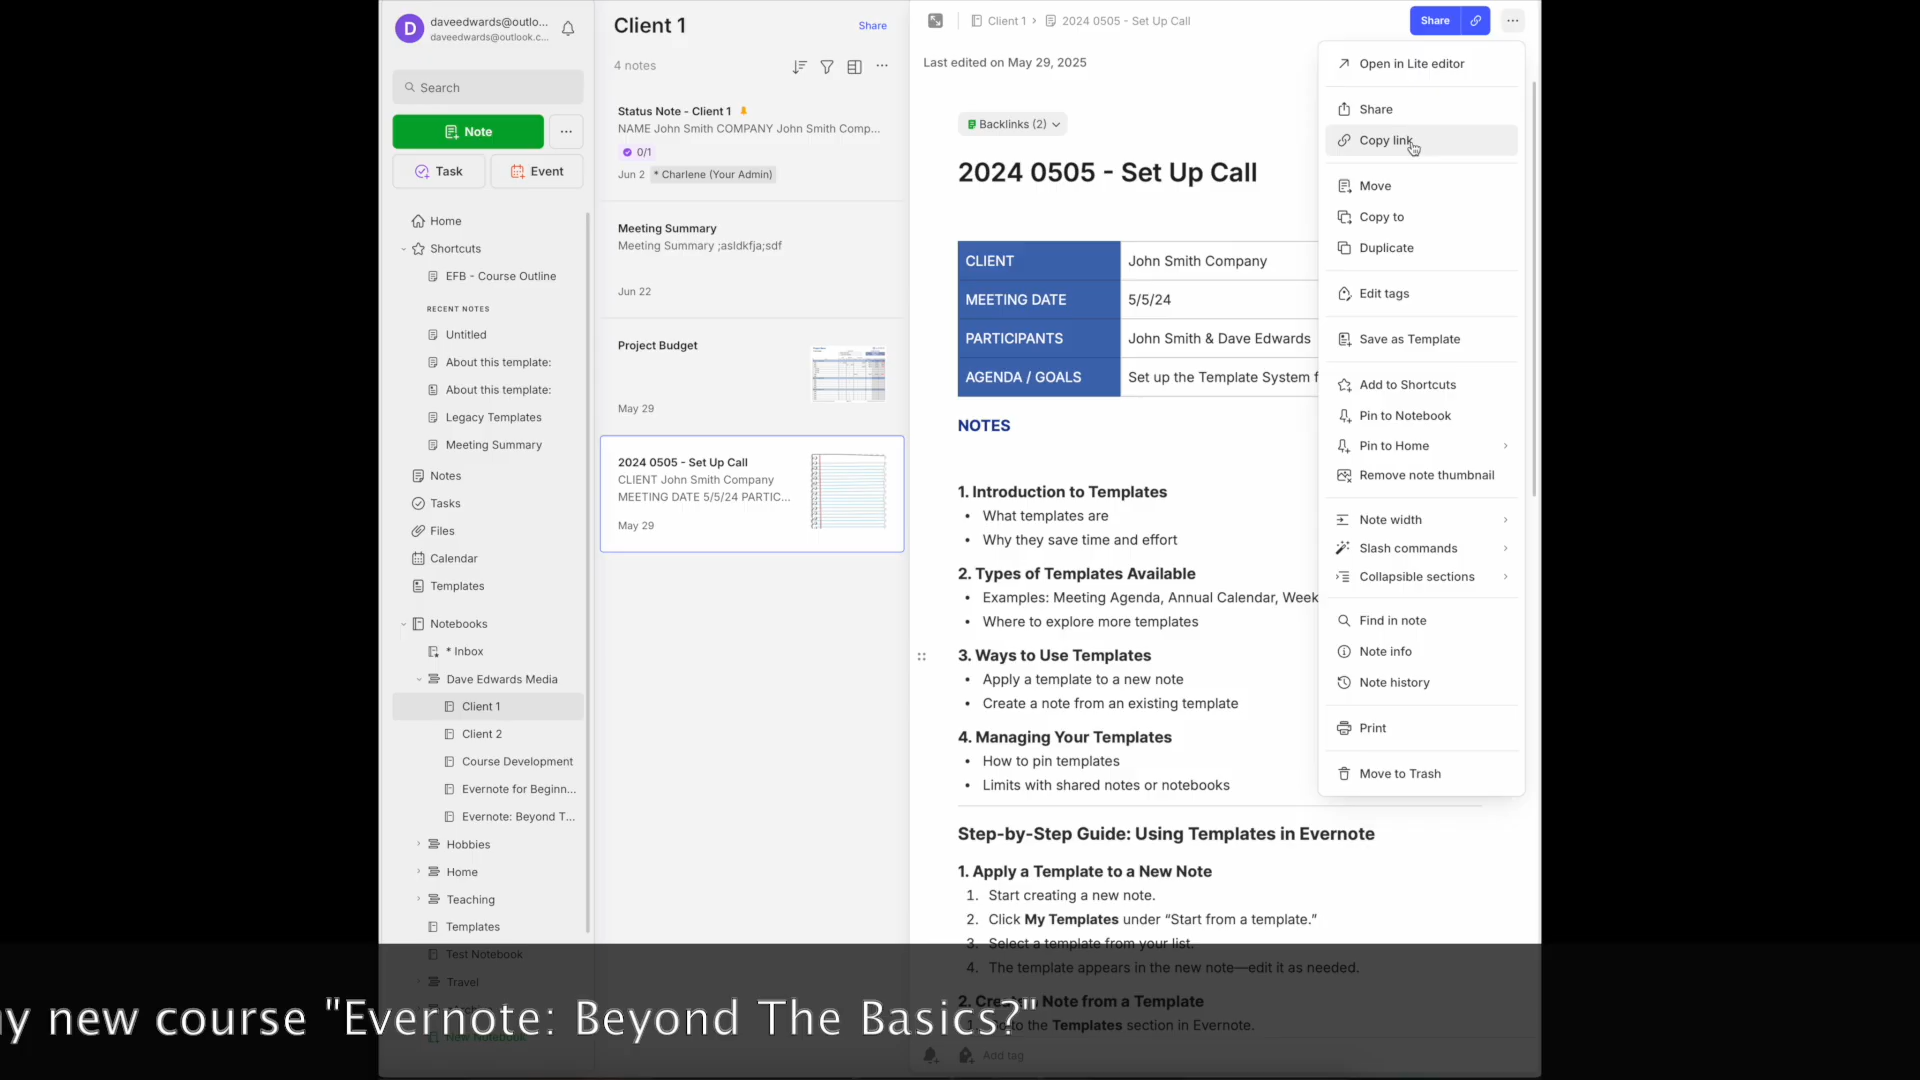 D
daveedwards@outlo...
daveedwards@outlook.c...
Search
Note
Task
Event
Home
Shortcuts
EFB - Course Outline
RECENT NOTES
Untitled
About this template:
About this template:
Legacy Templates
Meeting Summary
Notes
Tasks
Files
Calendar
Templates
Notebooks
* Inbox
Dave Edwards Media
Client 1
Client 2
Course Development
Evernote for Beginn...
Evernote: Beyond T...
Hobbies
Home
Teaching
Templates
Test Notebook
Travel
New Notebook
Client 1
Share
4 notes
Status Note - Client 1
NAME John Smith COMPANY John Smith Comp...
0/1
Jun 2 * Charlene (Your Admin)
Meeting Summary
Meeting Summary ;asldkfja;sdf
Jun 22
Project Budget
May 29
2024 0505 - Set Up Call
CLIENT John Smith Company
MEETING DATE 5/5/24 PARTIC...
May 29
Client 1 > 2024 0505 - Set Up Call
Share
Last edited on May 29, 2025
Backlinks (2)
2024 0505 - Set Up Call
CLIENT John Smith Company
MEETING DATE 5/5/24
PARTICIPANTS John Smith & Dave Edwards
AGENDA / GOALS Set up the Template System f
NOTES
1. Introduction to Templates
• What templates are
• Why they save time and effort
2. Types of Templates Available
• Examples: Meeting Agenda, Annual Calendar, Week
• Where to explore more templates
3. Ways to Use Templates
• Apply a template to a new note
• Create a note from an existing template
4. Managing Your Templates
• How to pin templates
• Limits with shared notes or notebooks
Step-by-Step Guide: Using Templates in Evernote
1. Apply a Template to a New Note
1. Start creating a new note.
2. Click My Templates under “Start from a template.”
3. Select a template from your list.
4. The template appears in the new note—edit it as needed.
2. Create a Note from a Template
the Templates section in Evernote.
Add tag
Open in Lite editor
Share
Copy link
Move
Copy to
Duplicate
Edit tags
Save as Template
Add to Shortcuts
Pin to Notebook
Pin to Home
Remove note thumbnail
Note width
Slash commands
Collapsible sections
Find in note
Note info
Note history
Print
Move to Trash
y new course "Evernote: Beyond The Basics?"